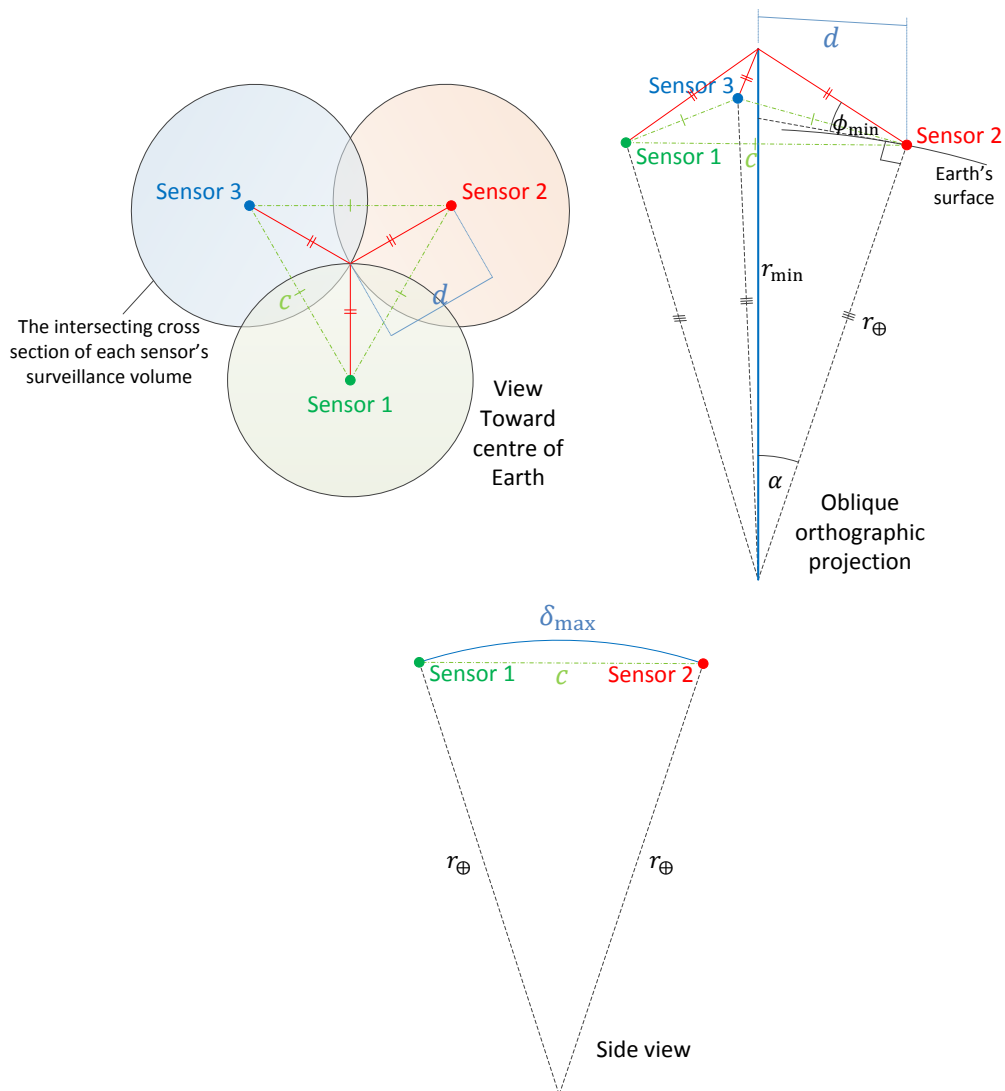 Sensor 3
Sensor 2
c
d
The intersecting cross
section of each sensor's
surveillance volume
Sensor 1
View
Toward
centre of
Earth
d
Sensor 3
ϕ_min
Sensor 2
Sensor 1
c
Earth's
surface
r_min
r_⊕
α
Oblique
orthographic
projection
δ_max
Sensor 1
c
Sensor 2
r_⊕
r_⊕
Side view